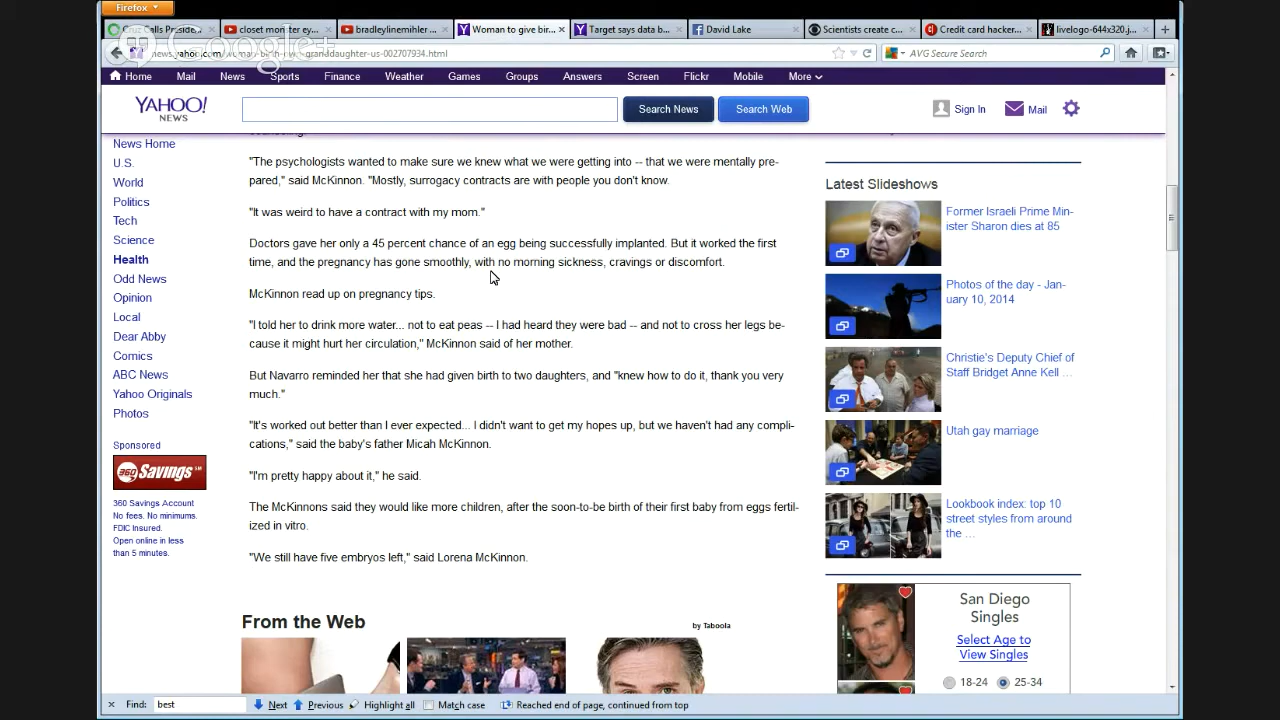 Firefox
Cruz Calls Preside...
closet monster ey...
bradleylinemihler ...
Woman to give bir...
Target says data b...
David Lake
Scientists create c...
Credit card hacker...
livelogo-644x320.j...
Google+
AVG Secure Search
Home Mail News Sports Finance Weather Games Groups Answers Screen Flickr Mobile More
YAHOO!
NEWS
Search News
Search Web
Sign In
Mail
News Home
U.S.
World
Politics
Tech
Science
Health
Odd News
Opinion
Local
Dear Abby
Comics
ABC News
Yahoo Originals
Photos
Sponsored
360 Savings
360 Savings Account
No fees. No minimums.
FDIC Insured.
Open online in less
than 5 minutes.
"The psychologists wanted to make sure we knew what we were getting into -- that we were mentally pre-
pared," said McKinnon. "Mostly, surrogacy contracts are with people you don't know.
"It was weird to have a contract with my mom."
Doctors gave her only a 45 percent chance of an egg being successfully implanted. But it worked the first
time, and the pregnancy has gone smoothly, with no morning sickness, cravings or discomfort.
McKinnon read up on pregnancy tips.
"I told her to drink more water... not to eat peas -- I had heard they were bad -- and not to cross her legs be-
cause it might hurt her circulation," McKinnon said of her mother.
But Navarro reminded her that she had given birth to two daughters, and "knew how to do it, thank you very
much."
"It's worked out better than I ever expected... I didn't want to get my hopes up, but we haven't had any compli-
cations," said the baby's father Micah McKinnon.
"I'm pretty happy about it," he said.
The McKinnons said they would like more children, after the soon-to-be birth of their first baby from eggs fertil-
ized in vitro.
"We still have five embryos left," said Lorena McKinnon.
From the Web
by Taboola
Latest Slideshows
Former Israeli Prime Min-
ister Sharon dies at 85
Photos of the day - Jan-
uary 10, 2014
Christie's Deputy Chief of
Staff Bridget Anne Kell ...
Utah gay marriage
Lookbook index: top 10
street styles from around
the ...
San Diego
Singles
Select Age to
View Singles
18-24 25-34
Find: best Next Previous Highlight all Match case Reached end of page, continued from top